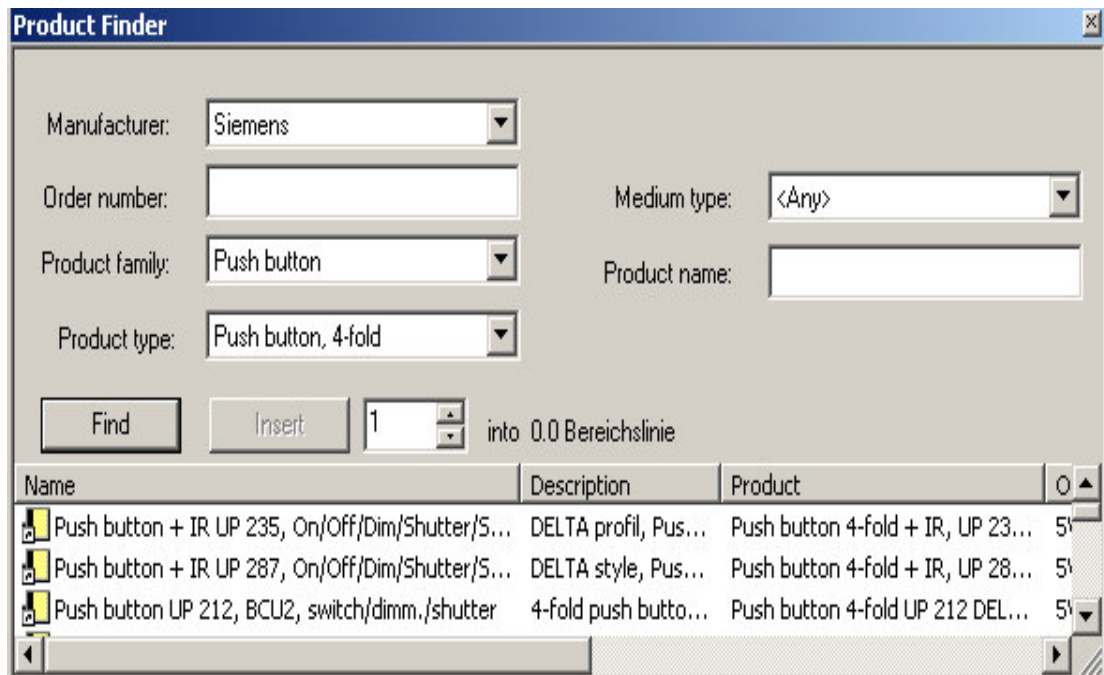 Product Finder
Manufacturer: Siemens
Order number: Medium type: <Any>
Product family: Push button Product name:
Product type: Push button, 4-fold
Find Insert 1 into 0.0 Bereichslinie
Name Description Product O
Push button + IR UP 235, On/Off/Dim/Shutter/S... DELTA profil, Pus... Push button 4-fold + IR, UP 23... 5
Push button + IR UP 287, On/Off/Dim/Shutter/S... DELTA style, Pus... Push button 4-fold + IR, UP 28... 5
Push button UP 212, BCU2, switch/dimm./shutter 4-fold push butto... Push button 4-fold UP 212 DEL... 5